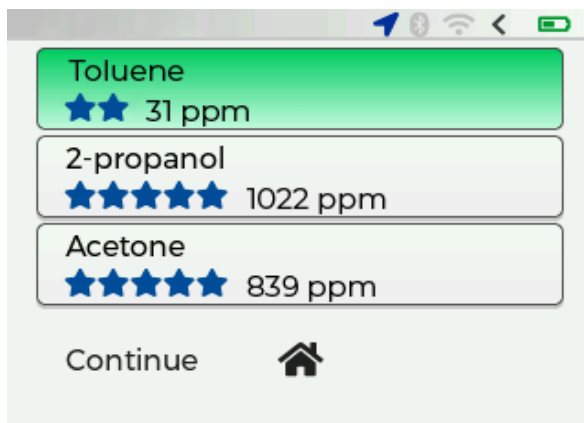 Toluene
31 ppm
2-propanol
1022 ppm
Acetone
839 ppm
Continue